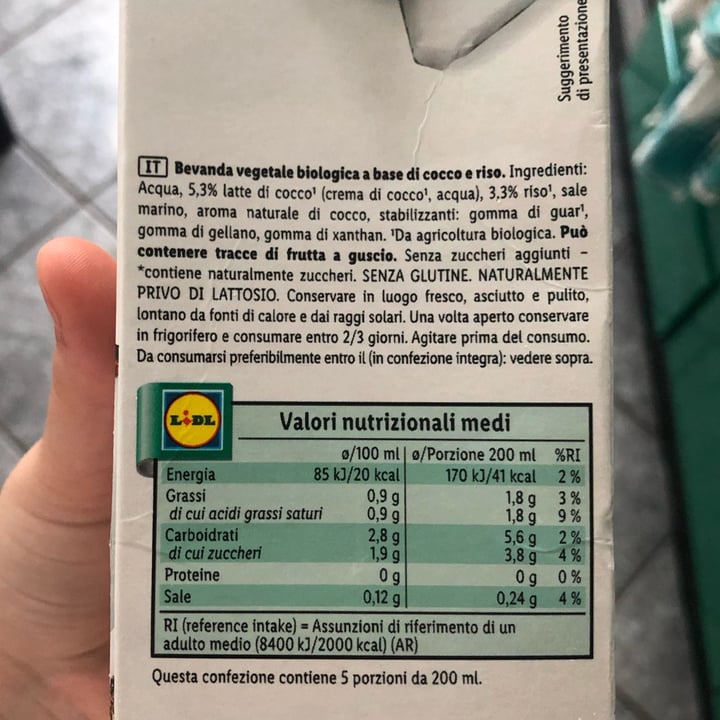 Suggerimento
di presentazione
IT Bevanda vegetale biologica a base di cocco e riso. Ingredienti:
Acqua, 5,3% latte di cocco¹ (crema di cocco¹, acqua), 3,3% riso¹, sale
marino, aroma naturale di cocco, stabilizzanti: gomma di guar¹,
gomma di gellano, gomma di xanthan. ¹Da agricoltura biologica. Può
contenere tracce di frutta a guscio. Senza zuccheri aggiunti –
*contiene naturalmente zuccheri. SENZA GLUTINE. NATURALMENTE
PRIVO DI LATTOSIO. Conservare in luogo fresco, asciutto e pulito,
lontano da fonti di calore e dai raggi solari. Una volta aperto conservare
in frigorifero e consumare entro 2/3 giorni. Agitare prima del consumo.
Da consumarsi preferibilmente entro il (in confezione integra): vedere sopra.
LIDL
Valori nutrizionali medi
ø/100 ml ø/Porzione 200 ml %RI
Energia 85 kJ/20 kcal 170 kJ/41 kcal 2 %
Grassi 0,9 g 1,8 g 3 %
di cui acidi grassi saturi 0,9 g 1,8 g 9 %
Carboidrati 2,8 g 5,6 g 2 %
di cui zuccheri 1,9 g 3,8 g 4 %
Proteine 0 g 0 g 0 %
Sale 0,12 g 0,24 g 4 %
RI (reference intake) = Assunzioni di riferimento di un
adulto medio (8400 kJ/2000 kcal) (AR)
Questa confezione contiene 5 porzioni da 200 ml.